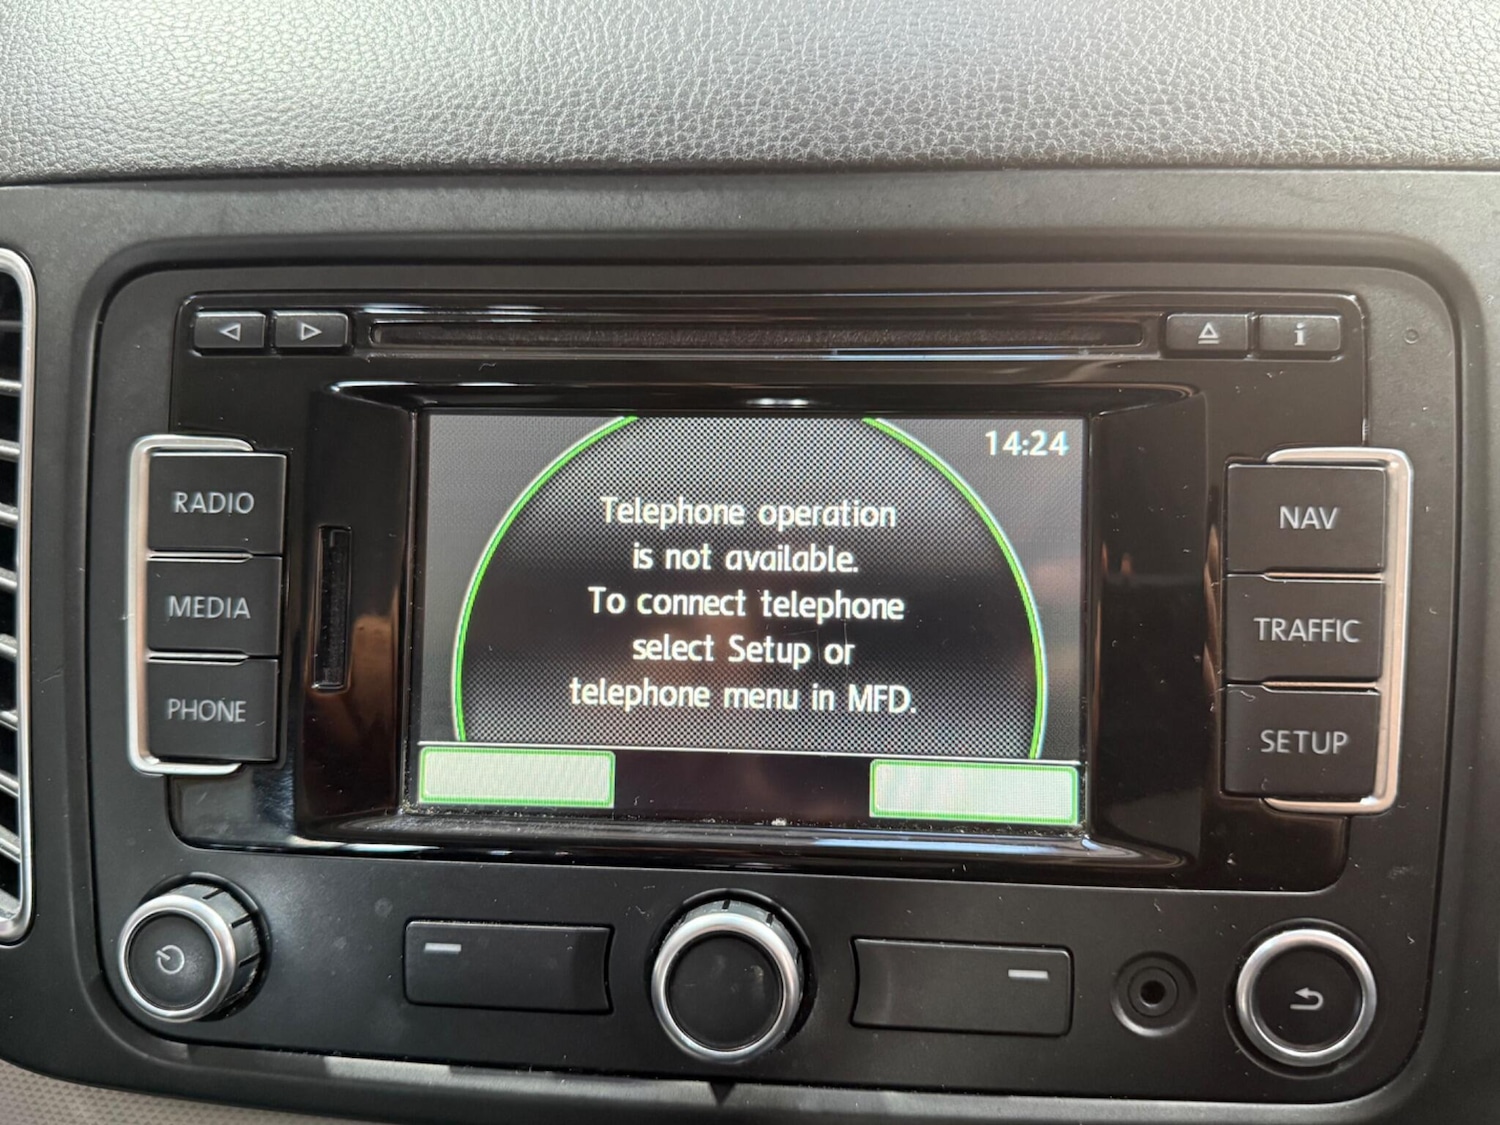 i
14:24
RADIO
NAV
Telephone operation
is not available.
To connect telephone
select Setup or
telephone menu in MFD.
MEDIA
TRAFFIC
PHONE
SETUP